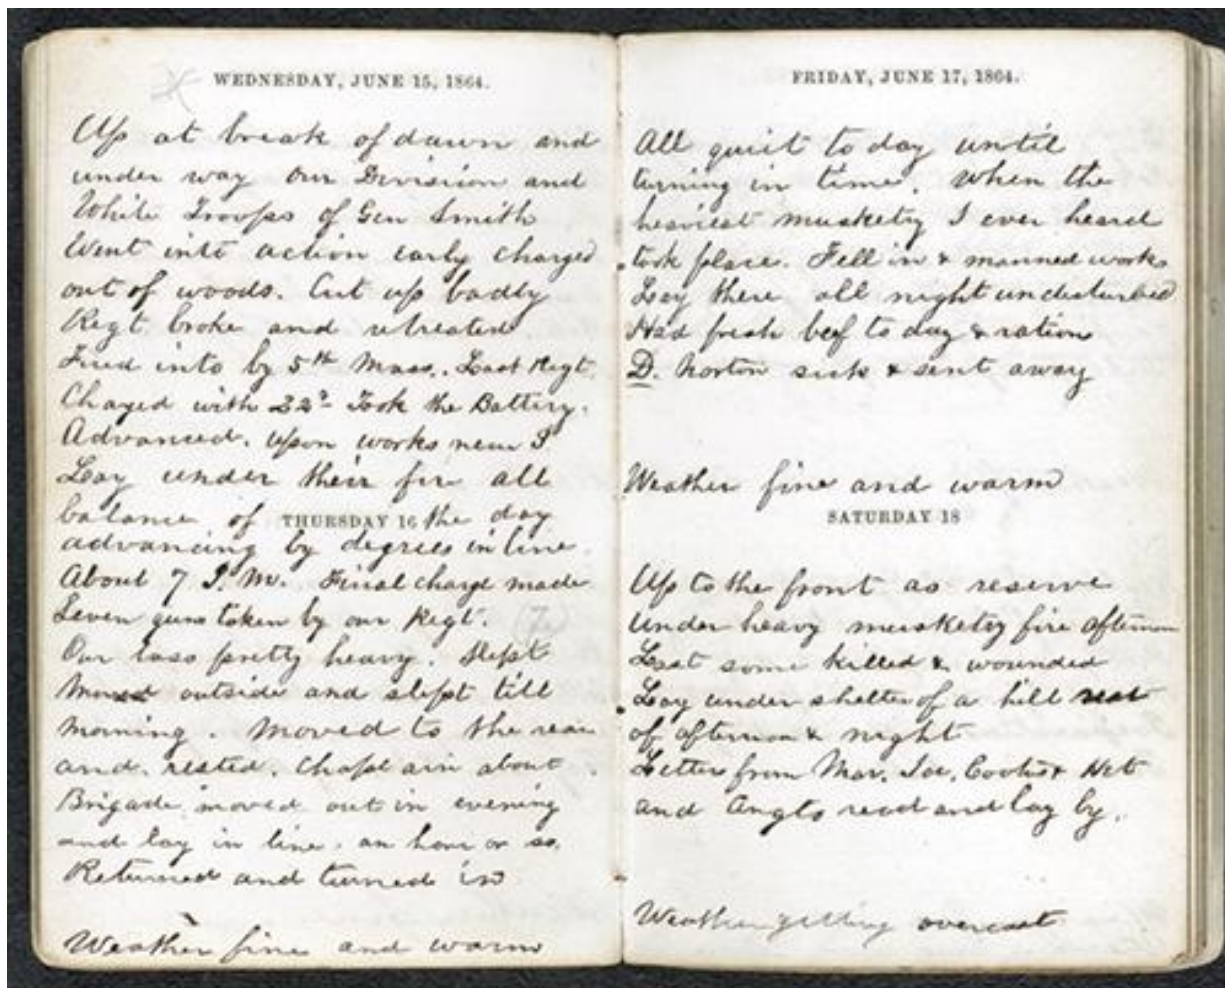 WEDNESDAY, JUNE 15, 1864.
Up at break of dawn and
under way Our Division and
White Troops of Gen Smith
Went into action early charged
out of woods. Cut up badly
Regt broke and retreated
Fired into by 5th Mass. Last Regt.
Charged with 22d Took the Battery.
Advanced. upon works near P.
Lay under their fire all
balance of the day
THURSDAY 16
advancing by degrees in line.
About 7 P.M. Final charge made
Seven guns taken by our Regt. (7)
Our loss pretty heavy. Slept
Moved outside and slept till
morning. Moved to the rear
and. rested. Chaplain about
Brigade moved out in evening
and lay in line. an hour or so.
Returned and turned in
Weather fine and warm
FRIDAY, JUNE 17, 1864.
All quiet to day until
turning in time. When the
heaviest musketry I ever heard
took place. Fell in & manned works
Lay there all night undisturbed
Had fresh beef to day & rations
D. Norton sick & sent away
Weather fine and warm
SATURDAY 18
Up to the front as reserve
Under heavy musketry fire afternoon
Lost some killed & wounded
Lay under shelter of a hill rest
of afternoon & night
Letters from Mar. Joe, &
and read and lay by.
Weather getting overcast